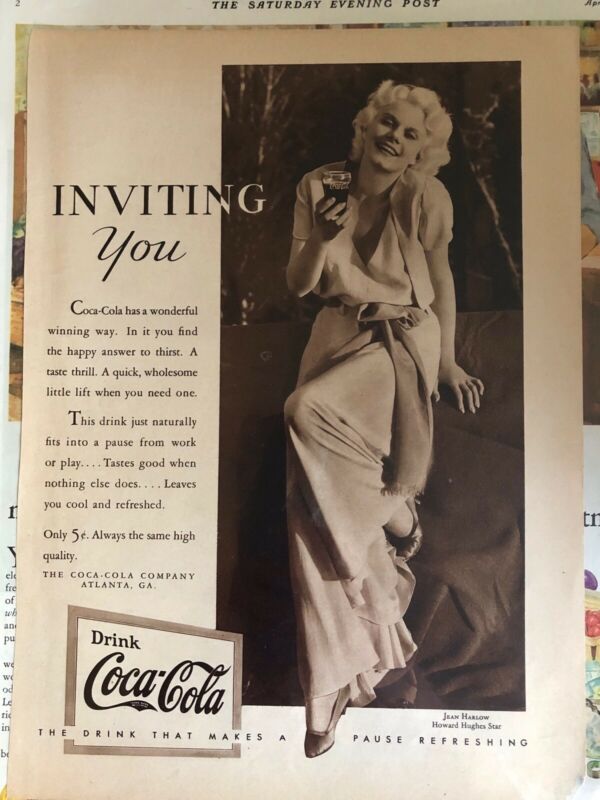 2
THE SATURDAY EVENING POST
INVITING
You
Coca-Cola has a wonderful
winning way. In it you find
the happy answer to thirst. A
taste thrill. A quick, wholesome
little lift when you need one.
This drink just naturally
fits into a pause from work
or play.... Tastes good when
nothing else does.... Leaves
you cool and refreshed.
Only 5¢. Always the same high
quality.
THE COCA-COLA COMPANY
ATLANTA, GA.
Drink
Coca-Cola
JEAN HARLOW
Howard Hughes Star
THE DRINK THAT MAKES A PAUSE REFRESHING